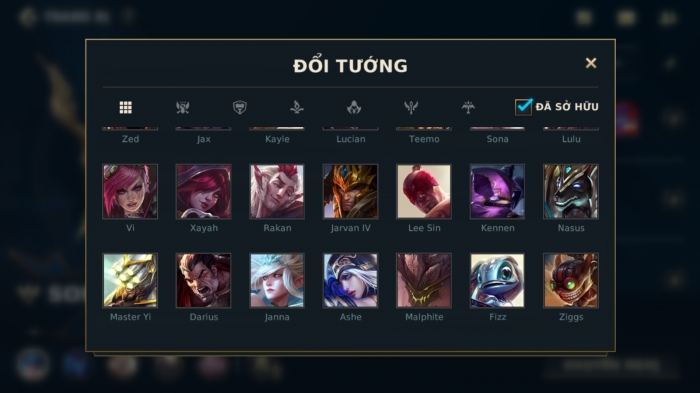 ĐỔI TƯỚNG
ĐÃ SỞ HỮU
Zed Jax Kayle Lucian Teemo Sona Lulu
Vi Xayah Rakan Jarvan IV Lee Sin Kennen Nasus
Master Yi Darius Janna Ashe Malphite Fizz Ziggs